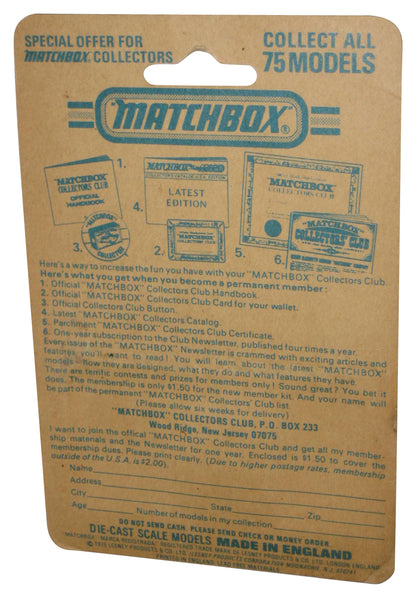 SPECIAL OFFER FOR
MATCHBOX COLLECTORS
COLLECT ALL
75 MODELS
"MATCHBOX"®
"MATCHBOX"
COLLECTORS CLUB
OFFICIAL
HANDBOOK
1.
MATCHBOX
LATEST
EDITION
4.
MATCHBOX
COLLECTORS CLUB
MATCHBOX
COLLECTOR
3.
2.
5.
6.
MATCHBOX
COLLECTORS' CLUB
Here's a way to increase the fun you have with your "MATCHBOX" Collectors Club.
Here's what you get when you become a permanent member:
1. Official "MATCHBOX" Collectors Club Handbook.
2. Official "MATCHBOX" Collectors Club Card for your wallet.
3. Official Collectors Club Button.
4. Latest "MATCHBOX" Collectors Catalog.
5. Parchment "MATCHBOX" Collectors Club Certificate.
6. One-year subscription to the Club Newsletter, published four times a year.
Every issue of the "MATCHBOX" Newsletter is crammed with exciting articles and
features, you'll want to read! You will learn about the latest "MATCHBOX"
models—how they are designed, what they do and what features they have.
There are terrific contests and prizes for members only! Sound great? You bet it
does. The membership is only $1.50 for the new member kit. And your name will
be part of the permanent "MATCHBOX" Collectors Club list.
(Please allow six weeks for delivery)
"MATCHBOX" COLLECTORS CLUB, P.O. BOX 233
Wood Ridge, New Jersey 07075
I want to join the official "MATCHBOX" Collectors Club and get all my member-
ship materials and the Newsletter for one year. Enclosed is $1.50 to cover the
membership dues. Please print clearly. (Due to higher postage rates, membership
outside of the U.S.A. is $2.00).
Name
Address
City
State
Zip
Age
Number of models in my collection
DO NOT SEND CASH. PLEASE SEND CHECK OR MONEY ORDER.
DIE-CAST SCALE MODELS MADE IN ENGLAND
PRINTED IN ENGLAND LEAD FREE MATERIALS